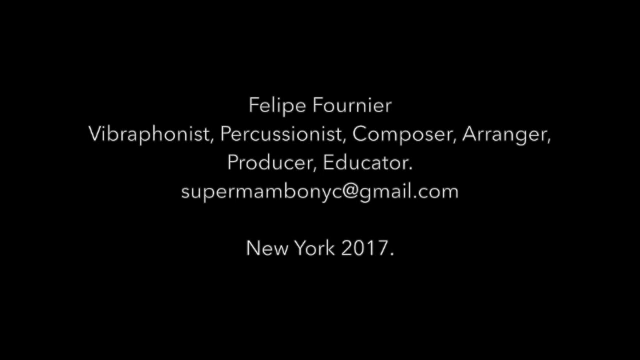 Felipe Fournier
Vibraphonist, Percussionist, Composer, Arranger,
Producer, Educator.
supermambonyc@gmail.com
New York 2017.